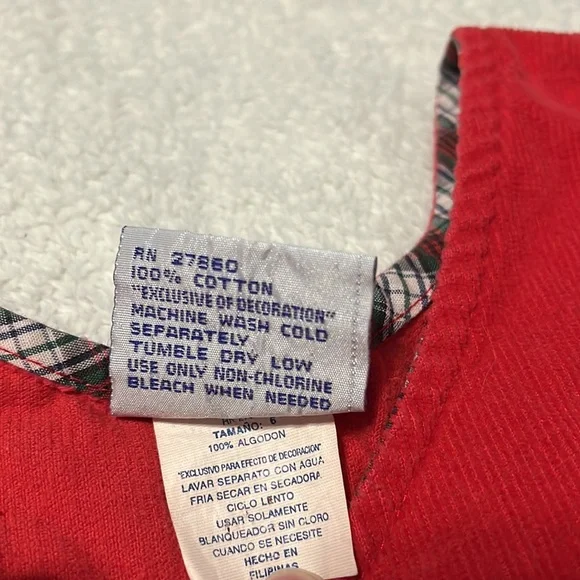 RN 27860
100% COTTON
"EXCLUSIVE OF DECORATION"
MACHINE WASH COLD
SEPARATELY
TUMBLE DRY LOW
USE ONLY NON-CHLORINE
BLEACH WHEN NEEDED
TAMAÑO: 6
100% ALGODON
"EXCLUSIVO PARA EFECTO DE DECORACION"
LAVAR SEPARATO CON AGUA
FRIA SECAR EN SECADORA
CICLO LENTO
USAR SOLAMENTE
BLANQUEADOR SIN CLORO
CUANDO SE NECESITE
HECHO EN
FILIPINAS